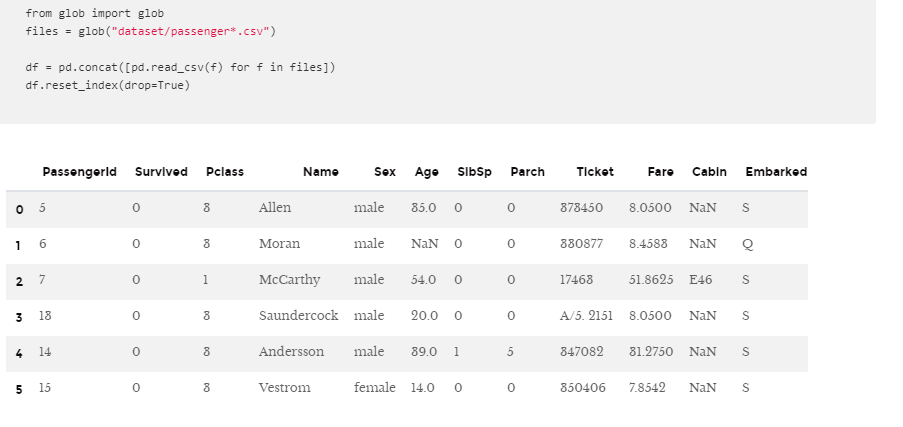 from glob import glob
files = glob("dataset/passenger*.csv")
df = pd.concat([pd.read_csv(f) for f in files])
df.reset_index(drop=True)
PassengerId Survived Pclass Name Sex Age SibSp Parch Ticket Fare Cabin Embarked
0 5 0 3 Allen male 35.0 0 0 373450 8.0500 NaN S
1 6 0 3 Moran male NaN 0 0 330877 8.4583 NaN Q
2 7 0 1 McCarthy male 54.0 0 0 17463 51.8625 E46 S
3 13 0 3 Saundercock male 20.0 0 0 A/5. 2151 8.0500 NaN S
4 14 0 3 Andersson male 39.0 1 5 347082 31.2750 NaN S
5 15 0 3 Vestrom female 14.0 0 0 350406 7.8542 NaN S